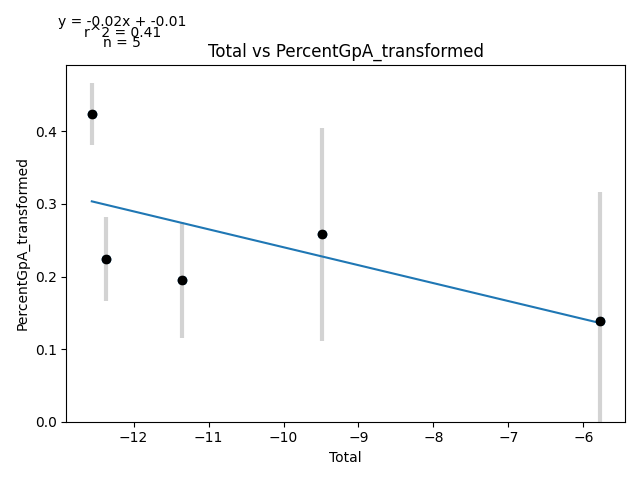 y = -0.02x + -0.01
r^2 = 0.41
n = 5
Total vs PercentGpA_transformed
PercentGpA_transformed
0.4
0.3
0.2
0.1
0.0
−12
−11
−10
−9
−8
−7
−6
Total